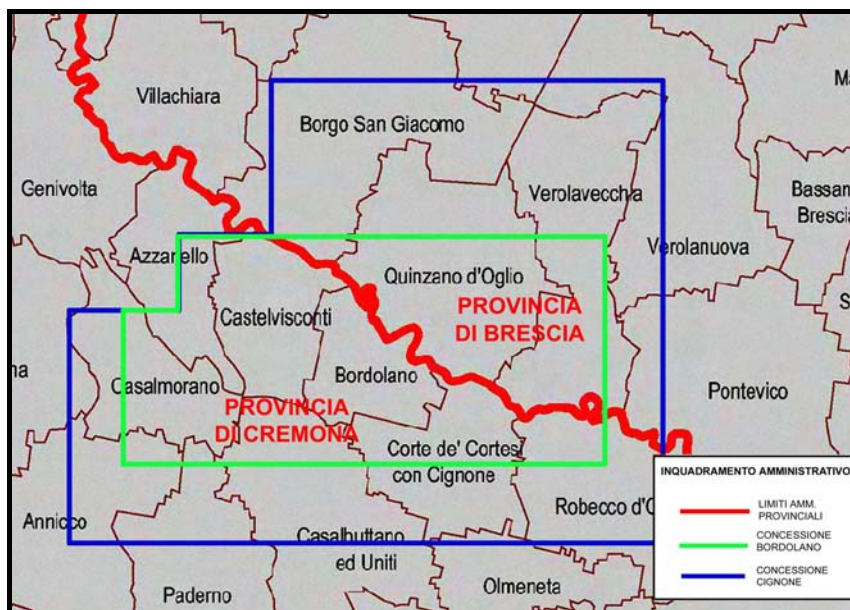 Villachiara
Borgo San Giacomo
Genivolta
Verolavecchia
Bassam
Brescia
Azzanello
Verolanuova
Quinzano d'Oglio
PROVINCIA
DI BRESCIA
Castelvisconti
Casalmorano
Bordolano
Pontevico
PROVINCIA
DI CREMONA
Corte de' Cortesi
con Cignone
Annicco
Robecco d'O
Casalbuttano
ed Uniti
Paderno
Olmeneta
INQUADRAMENTO AMMINISTRATIVO
LIMITI AMM.
PROVINCIALI
CONCESSIONE
BORDOLANO
CONCESSIONE
CIGNONE